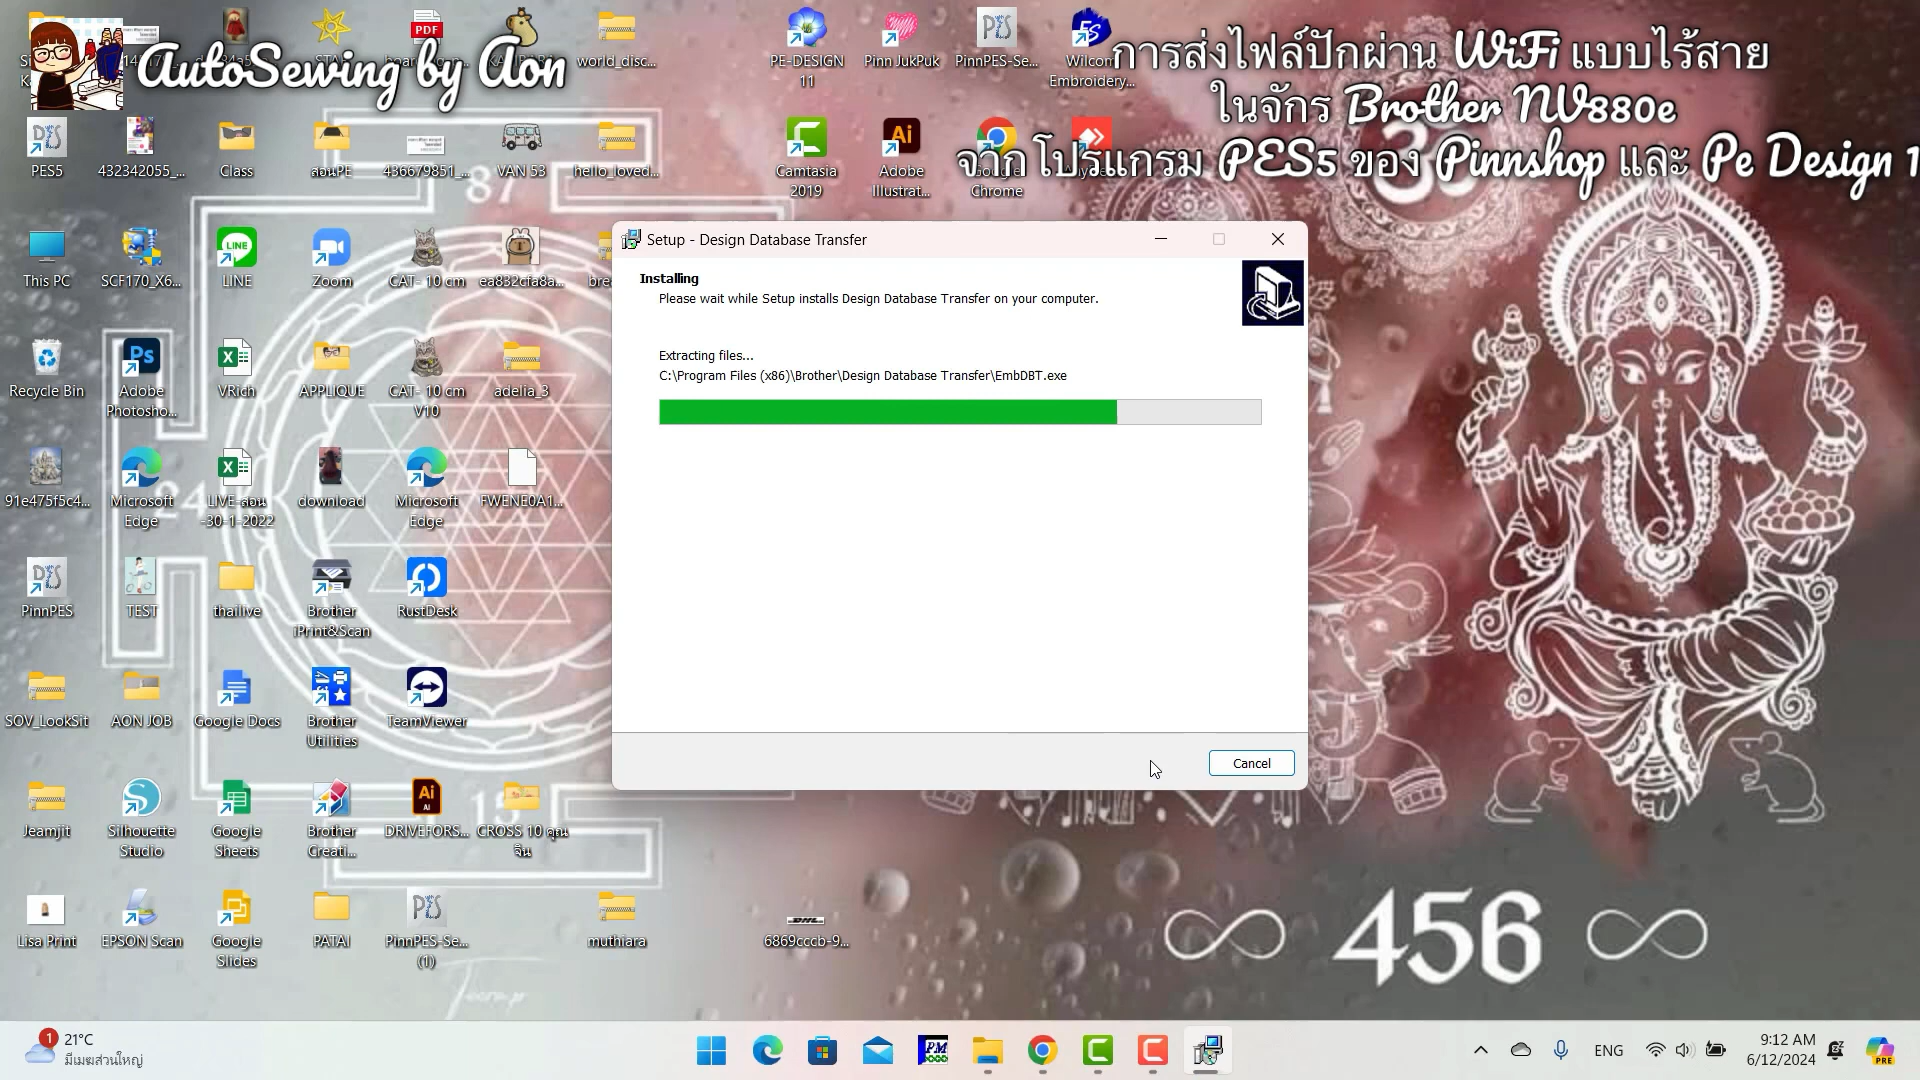 AutoSewing by Aon
การส่งไฟล์ปักผ่าน WiFi แบบไร้สาย
ในจักร Brother NV880e
จากโปรแกรม PES5 ของ Pinnshop และ Pe Design 1
PDF
world_disc...
PE-DESIGN
11
Pinn JukPuk
PinnPES-Se...
Wilcom
Embroidery...
PES5
432342055_...
Class
สอนPE
436679851_...
VAN 53
hello_loved...
Camtasia
2019
Adobe
Illustrat...
Google
Chrome
87
This PC
SCF170_X6...
LINE
Zoom
CAT- 10 cm
ea832cfa8a...
Setup - Design Database Transfer
Installing
Please wait while Setup installs Design Database Transfer on your computer.
Extracting files...
C:\Program Files (x86)\Brother\Design Database Transfer\EmbDBT.exe
Cancel
Recycle Bin
Adobe
Photosho...
VRich
APPLIQUE
CAT- 10 cm
V10
adelia_3
91e475f5c4...
Microsoft
Edge
LIVE-สอน
-30-1-2022
download
Microsoft
Edge
FWENE0A1...
24
PinnPES
TEST
thailive
Brother
iPrint&Scan
RustDesk
SOV_LookSit
AON JOB
Google Docs
Brother
Utilities
TeamViewer
Jeamjit
Silhouette
Studio
Google
Sheets
Brother
Creati...
DRIVEFORS...
CROSS 10 คุณ
จีน
15
Lisa Print
EPSON Scan
Google
Slides
PATAI
PinnPES-Se...
(1)
muthiara
6869cccb-9...
456
1
21°C
มีเมฆส่วนใหญ่
ENG
9:12 AM
6/12/2024
PRE